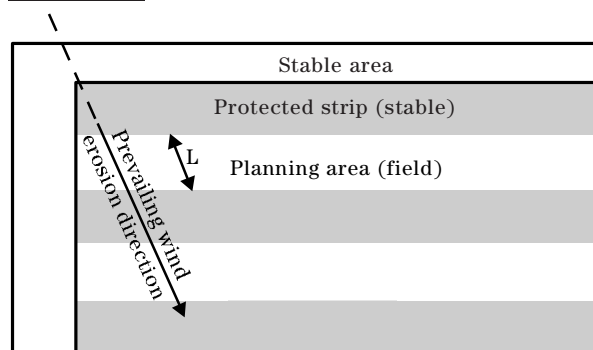 Stable area
Protected strip (stable)
L
Planning area (field)
Prevailing wind
erosion direction